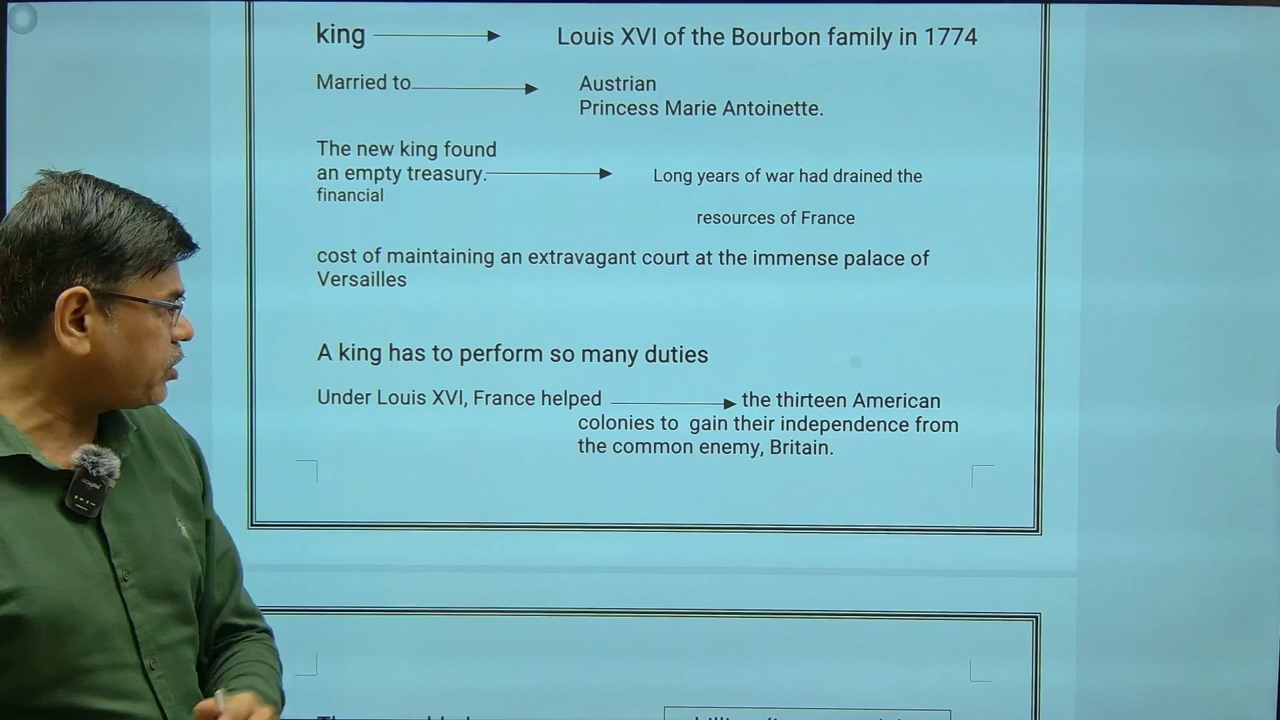 king → Louis XVI of the Bourbon family in 1774
Married to → Austrian
Princess Marie Antoinette.
The new king found
an empty treasury. → Long years of war had drained the
financial
resources of France
cost of maintaining an extravagant court at the immense palace of
Versailles
A king has to perform so many duties
Under Louis XVI, France helped → the thirteen American
colonies to gain their independence from
the common enemy, Britain.